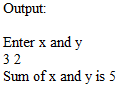 Output:
Enter x and y
3 2
Sum of x and y is 5